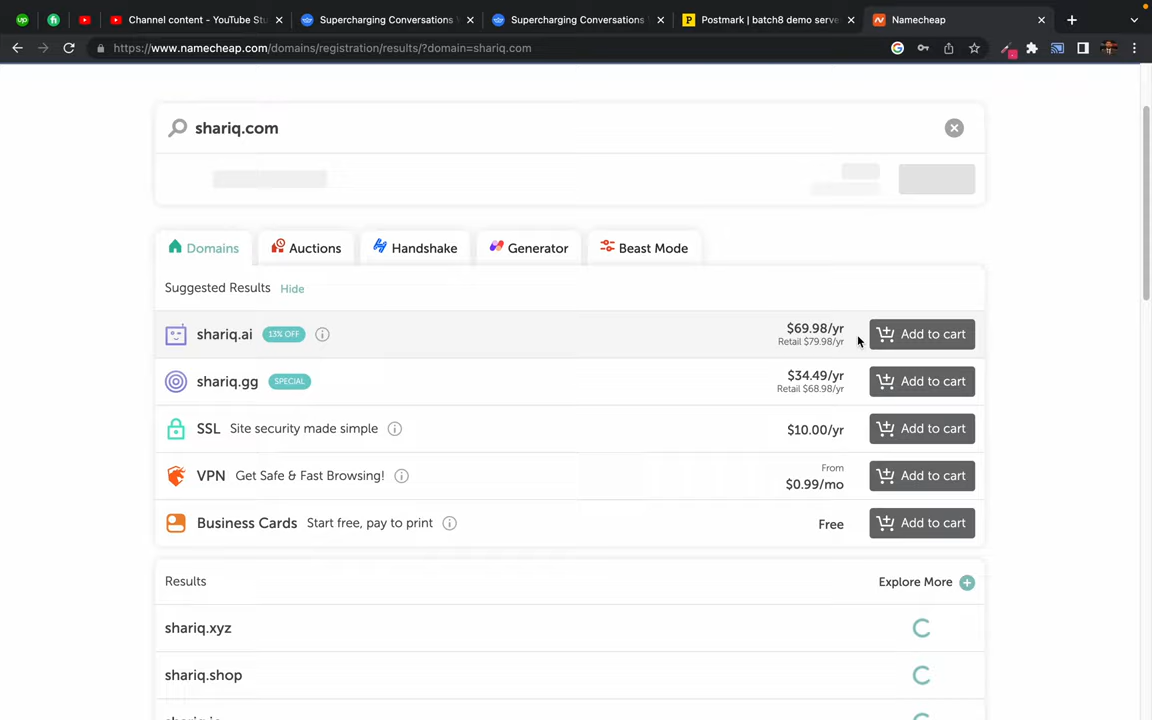 Channel content - YouTube Stu
Supercharging Conversations
Supercharging Conversations
Postmark | batch8 demo serve
Namecheap
https://www.namecheap.com/domains/registration/results/?domain=shariq.com
shariq.com
Domains
Auctions
Handshake
Generator
Beast Mode
Suggested Results Hide
shariq.ai 13% OFF $69.98/yr Add to cart
Retail $79.98/yr
shariq.gg SPECIAL $34.49/yr Add to cart
Retail $68.98/yr
SSL Site security made simple $10.00/yr Add to cart
VPN Get Safe & Fast Browsing! From $0.99/mo Add to cart
Business Cards Start free, pay to print Free Add to cart
Results Explore More
shariq.xyz
shariq.shop